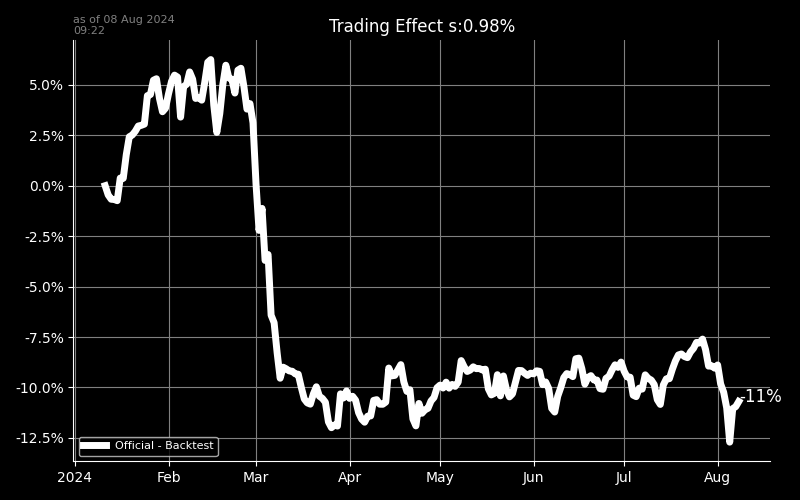 as of 08 Aug 2024
09:22
Trading Effect s:0.98%
5.0%
2.5%
0.0%
-2.5%
-5.0%
-7.5%
-10.0%
-12.5%
-11%
Official - Backtest
2024 Feb Mar Apr May Jun Jul Aug